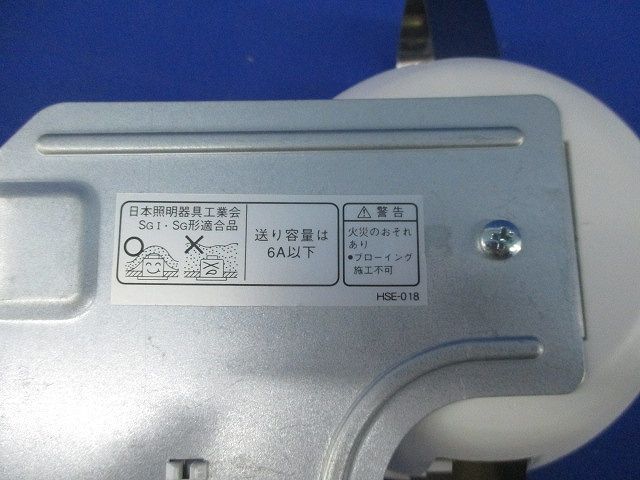 日本照明器具工業会
SGI・SG形適合品
送り容量は
6A以下
⚠警告
火災のおそれ
あり
●ブローイング
施工不可
HSE-018